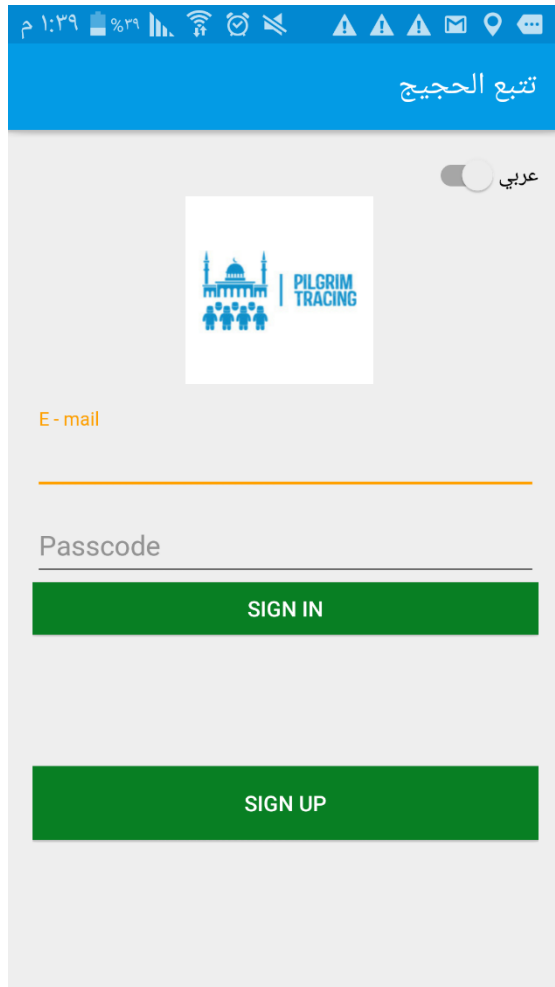 ١:٣٩ م %٣٩
تتبع الحجيج
عربي
PILGRIM
TRACING
E - mail
Passcode
SIGN IN
SIGN UP